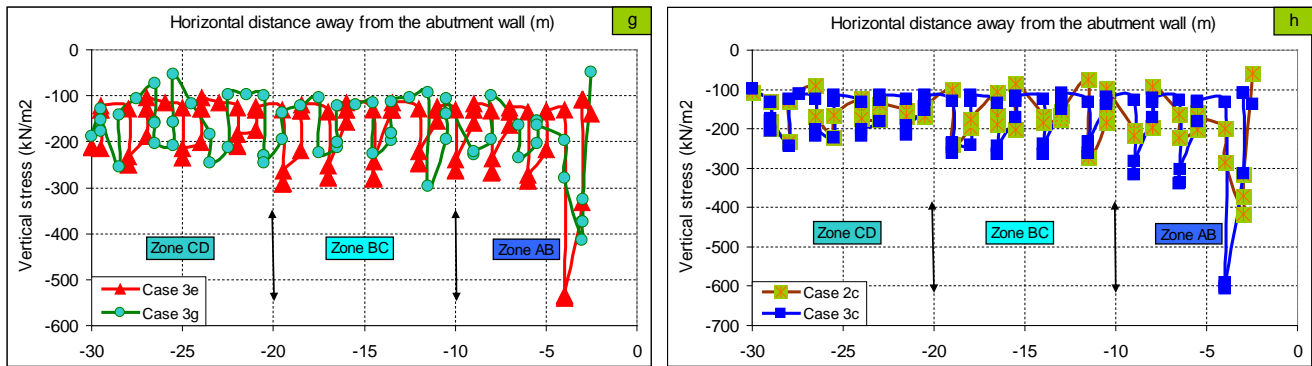 Horizontal distance away from the abutment wall (m)
g
Vertical stress (kN/m2)
0
-100
-200
-300
-400
-500
-600
Zone CD
Zone BC
Zone AB
Case 3e
Case 3g
-30
-25
-20
-15
-10
-5
0
Horizontal distance away from the abutment wall (m)
h
Vertical stress (kN/m2)
0
-100
-200
-300
-400
-500
-600
-700
Zone CD
Zone BC
Zone AB
Case 2c
Case 3c
-30
-25
-20
-15
-10
-5
0